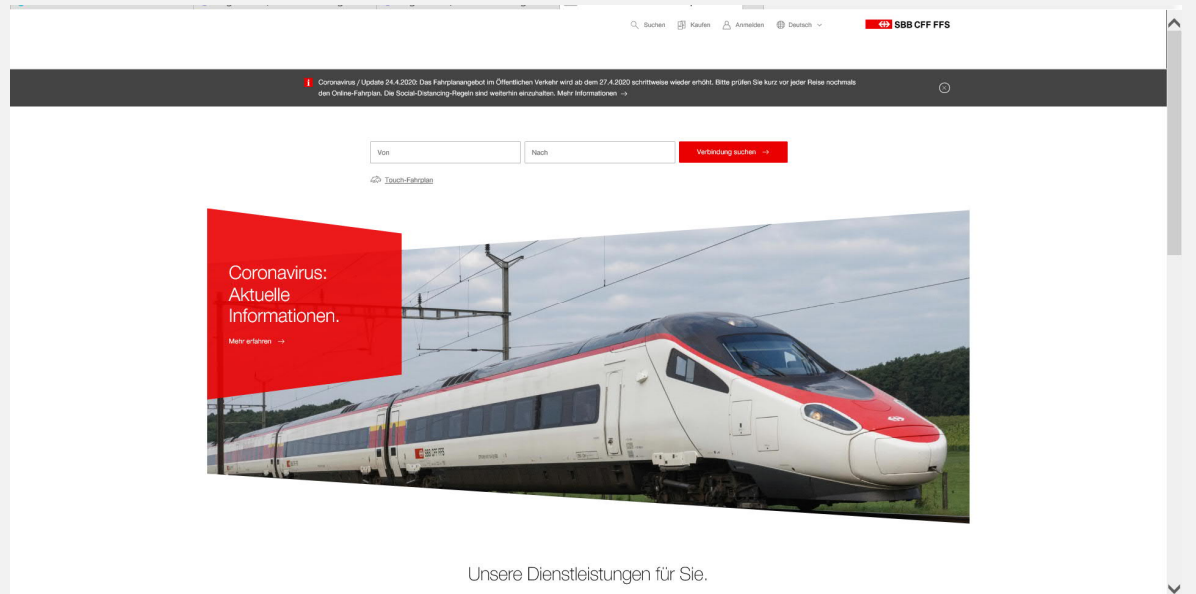 Suchen Kaufen Anmelden Deutsch SBB CFF FFS
Coronavirus / Update 24.4.2020: Das Fahrplanangebot im Öffentlichen Verkehr wird ab dem 27.4.2020 schrittweise wieder erhöht. Bitte prüfen Sie kurz vor jeder Reise nochmals
den Online-Fahrplan. Die Social-Distancing-Regeln sind weiterhin einzuhalten. Mehr Informationen →
Von Nach Verbindung suchen →
Touch-Fahrplan
Coronavirus:
Aktuelle
Informationen.
Mehr erfahren →
SBB CFF FFS
Unsere Dienstleistungen für Sie.